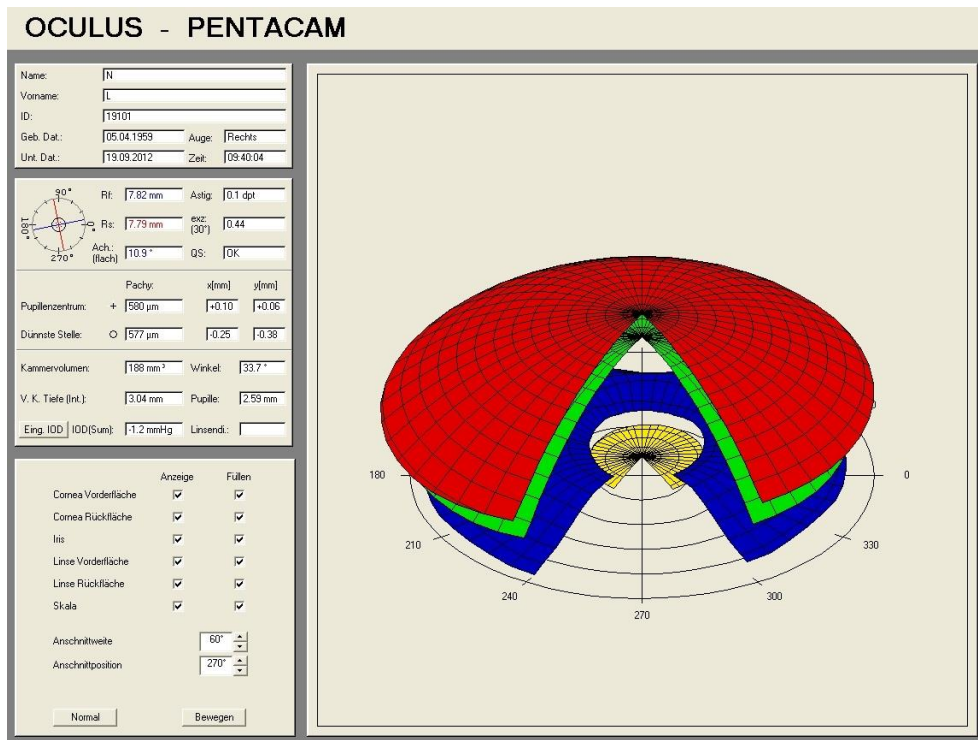 OCULUS - PENTACAM
Name: N
Vorname: L
ID: 19101
Geb. Dat.: 05.04.1959 Auge: Rechts
Unt. Dat.: 19.09.2012 Zeit: 09:40:04
90°
180°
0°
270°
Rf: 7.82 mm Astig: 0.1 dpt
Rs: 7.79 mm exz: (30°) 0.44
Ach.: (flach) 10.9 ° QS: OK
Pachy: x[mm] y[mm]
Pupillenzentrum: + 580 µm +0.10 +0.06
Dünnste Stelle: O 577 µm -0.25 -0.38
Kammervolumen: 188 mm³ Winkel: 33.7 °
V. K. Tiefe (Int.): 3.04 mm Pupille: 2.59 mm
Eing. IOD IOD(Sum): -1.2 mmHg Linsendi.:
Anzeige Füllen
Cornea Vorderfläche
Cornea Rückfläche
Iris
Linse Vorderfläche
Linse Rückfläche
Skala
Anschnittweite 60°
Anschnittposition 270°
Normal Bewegen
180
0
210
330
240
300
270